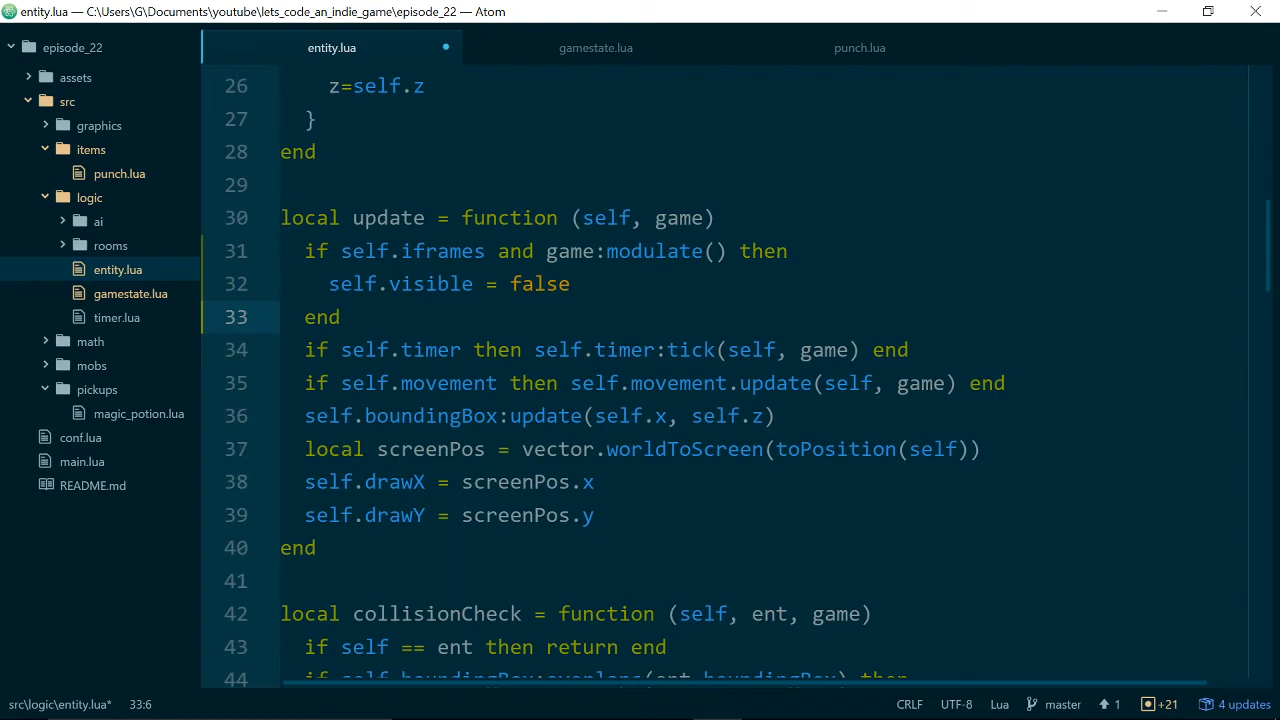 entity.lua — C:\Users\G\Documents\youtube\lets_code_an_indie_game\episode_22 — Atom
episode_22
assets
src
graphics
items
punch.lua
logic
ai
rooms
entity.lua
gamestate.lua
timer.lua
math
mobs
pickups
magic_potion.lua
conf.lua
main.lua
README.md
entity.lua gamestate.lua punch.lua
26 z=self.z
27 }
28 end
29
30 local update = function (self, game)
31 if self.iframes and game:modulate() then
32 self.visible = false
33 end
34 if self.timer then self.timer:tick(self, game) end
35 if self.movement then self.movement.update(self, game) end
36 self.boundingBox:update(self.x, self.z)
37 local screenPos = vector.worldToScreen(toPosition(self))
38 self.drawX = screenPos.x
39 self.drawY = screenPos.y
40 end
41
42 local collisionCheck = function (self, ent, game)
43 if self == ent then return end
44 if self.boundingBox:overlaps(ent.boundingBox) then
src\logic\entity.lua* 33:6 CRLF UTF-8 Lua master 1 +21 4 updates